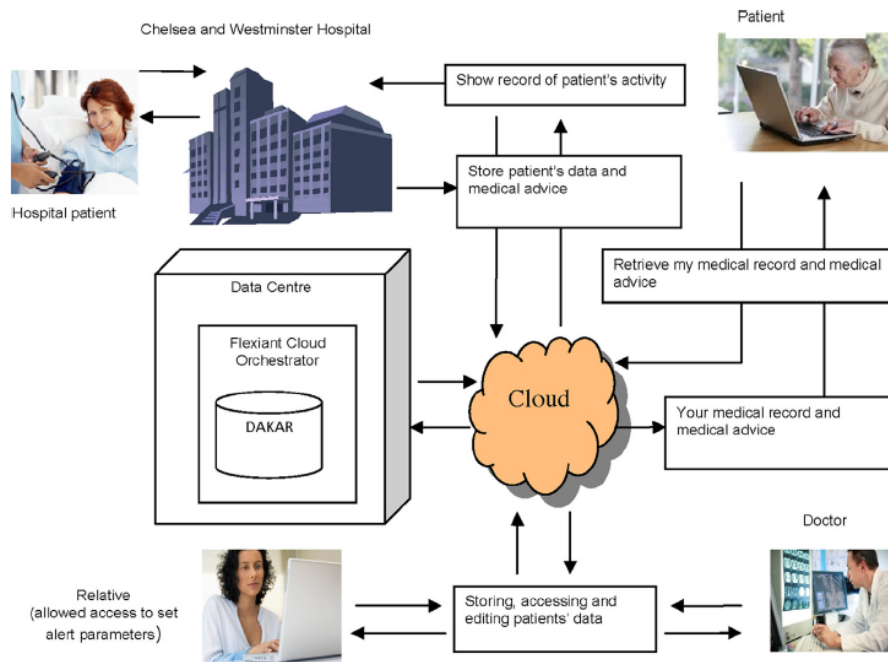 Chelsea and Westminster Hospital
Patient
Show record of patient's activity
Store patient's data and
medical advice
Hospital patient
Retrieve my medical record and medical
advice
Data Centre
Flexiant Cloud
Orchestrator
DAKAR
Cloud
Your medical record and
medical advice
Doctor
Relative
(allowed access to set
alert parameters)
Storing, accessing and
editing patients' data